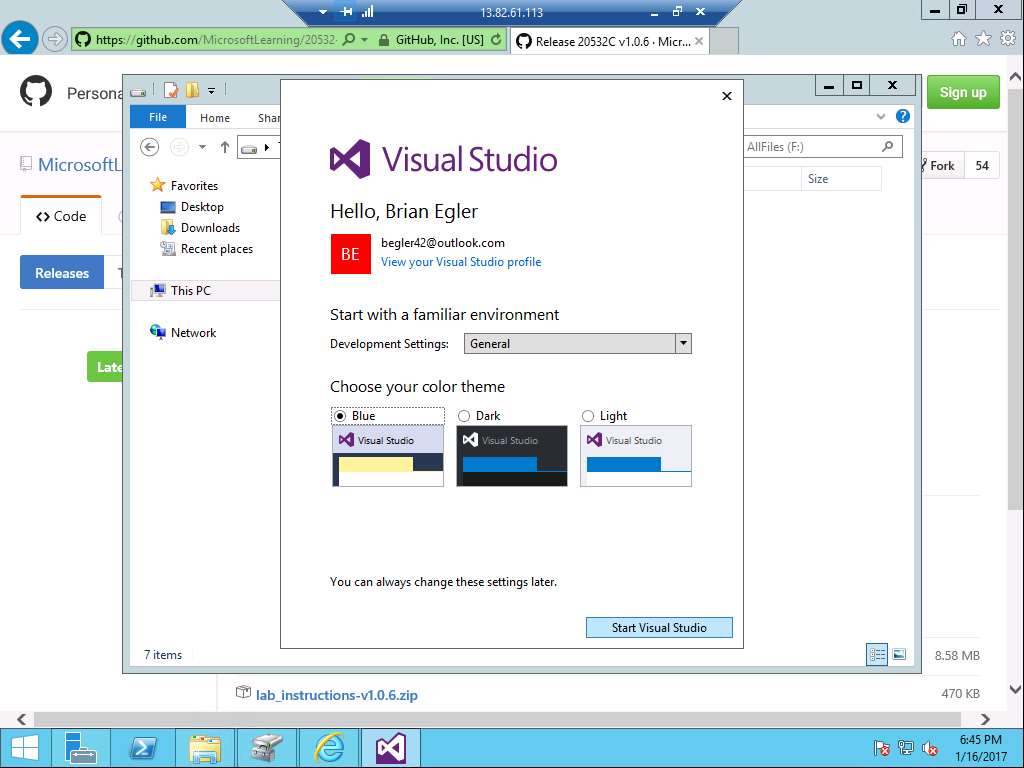 13.82.61.113
https://github.com/MicrosoftLearning/20532-
GitHub, Inc. [US]
Release 20532C v1.0.6 · Micr...
Persona
Sign up
File
Home
Shar
AllFiles (F:)
MicrosoftL
Fork
54
Size
Code
Favorites
Desktop
Downloads
Recent places
Releases
This PC
Network
Late
Visual Studio
Hello, Brian Egler
BE
begler42@outlook.com
View your Visual Studio profile
Start with a familiar environment
Development Settings:
General
Choose your color theme
Blue
Dark
Light
Visual Studio
Visual Studio
Visual Studio
You can always change these settings later.
Start Visual Studio
7 items
8.58 MB
lab_instructions-v1.0.6.zip
470 KB
6:45 PM
1/16/2017